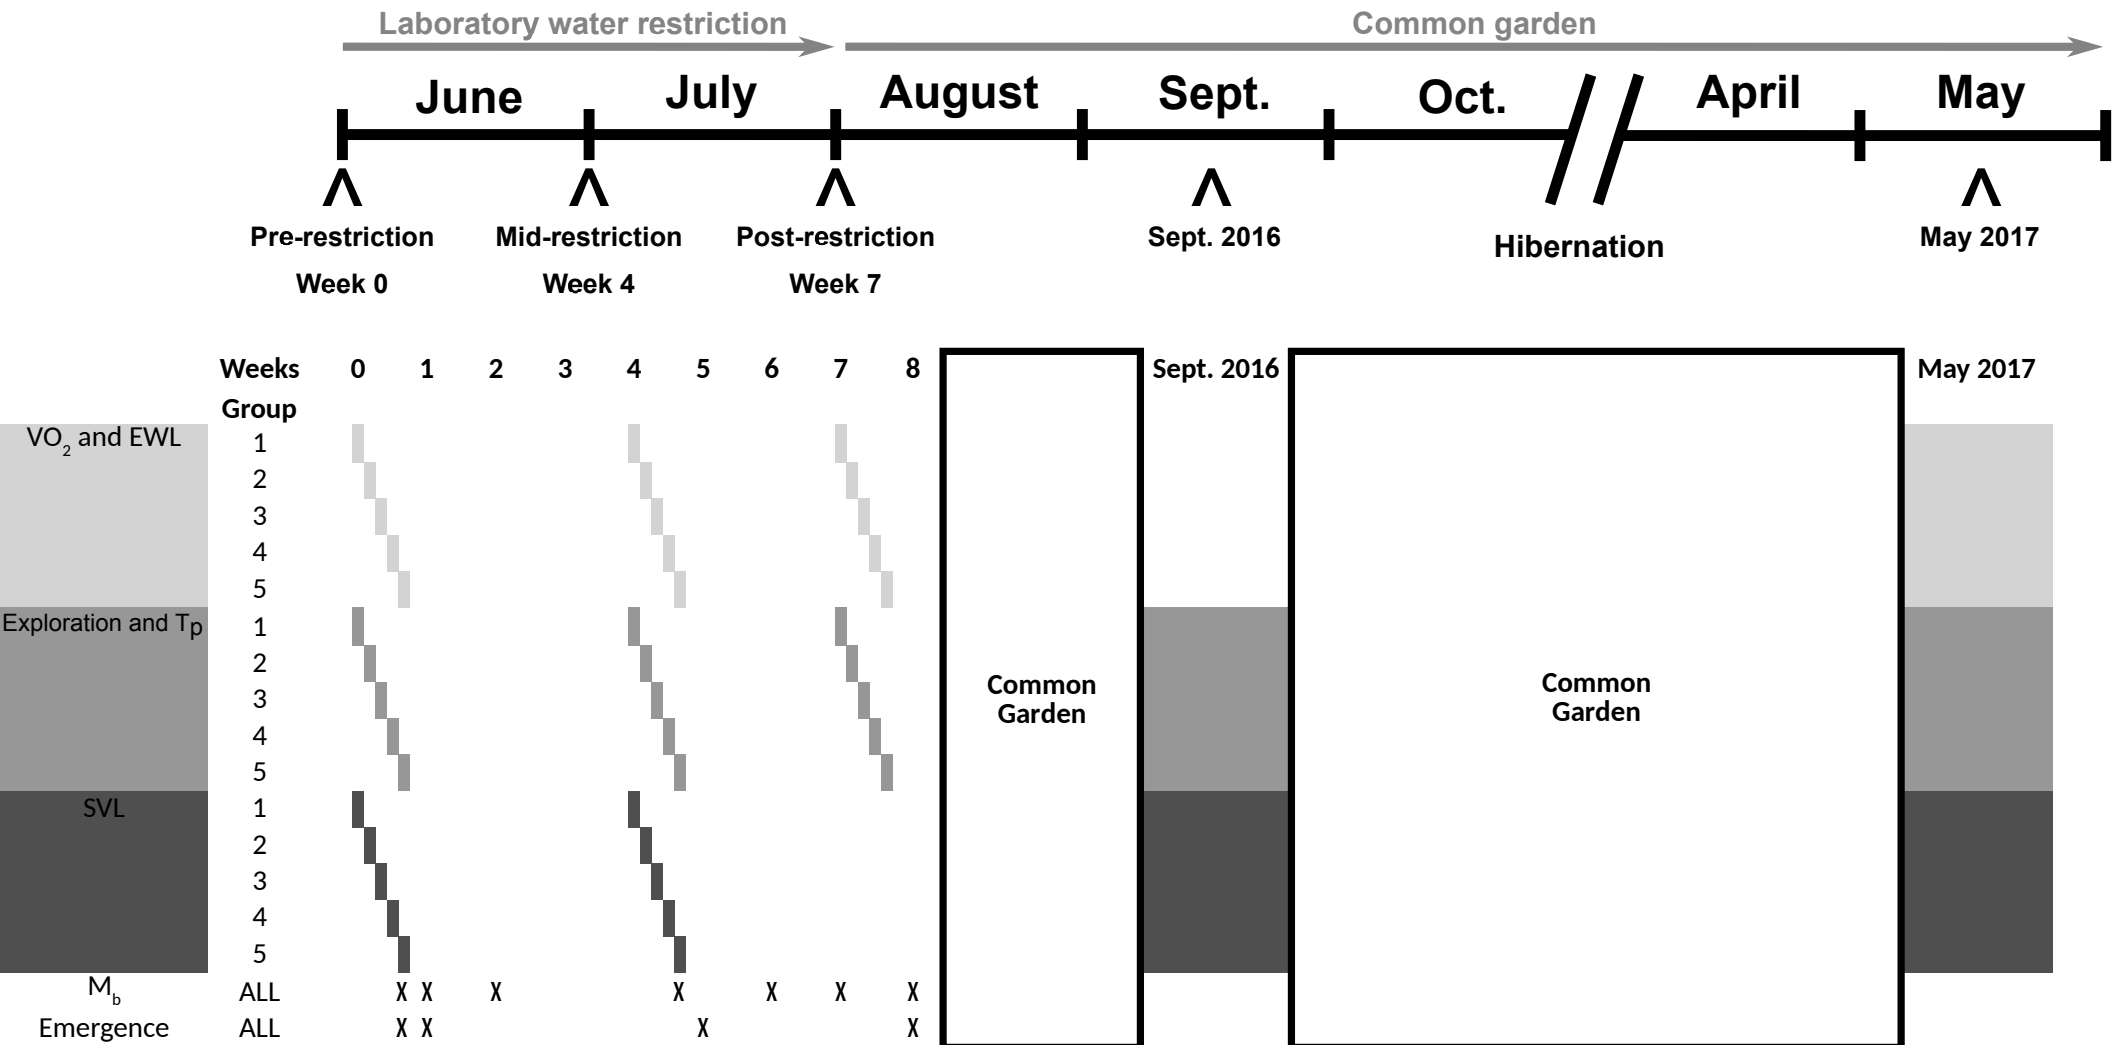 Laboratory water restriction Common garden
June July August Sept. Oct. April May
Pre-restriction Mid-restriction Post-restriction Sept. 2016 Hibernation May 2017
Week 0 Week 4 Week 7
Weeks 0 1 2 3 4 5 6 7 8 Sept. 2016 May 2017
Group
VO2 and EWL 1
2
3
4
5
Exploration and Tp 1
2
3
4
5
Common Garden
Common Garden
SVL 1
2
3
4
5
Mb ALL X X X X X X X
Emergence ALL X X X X